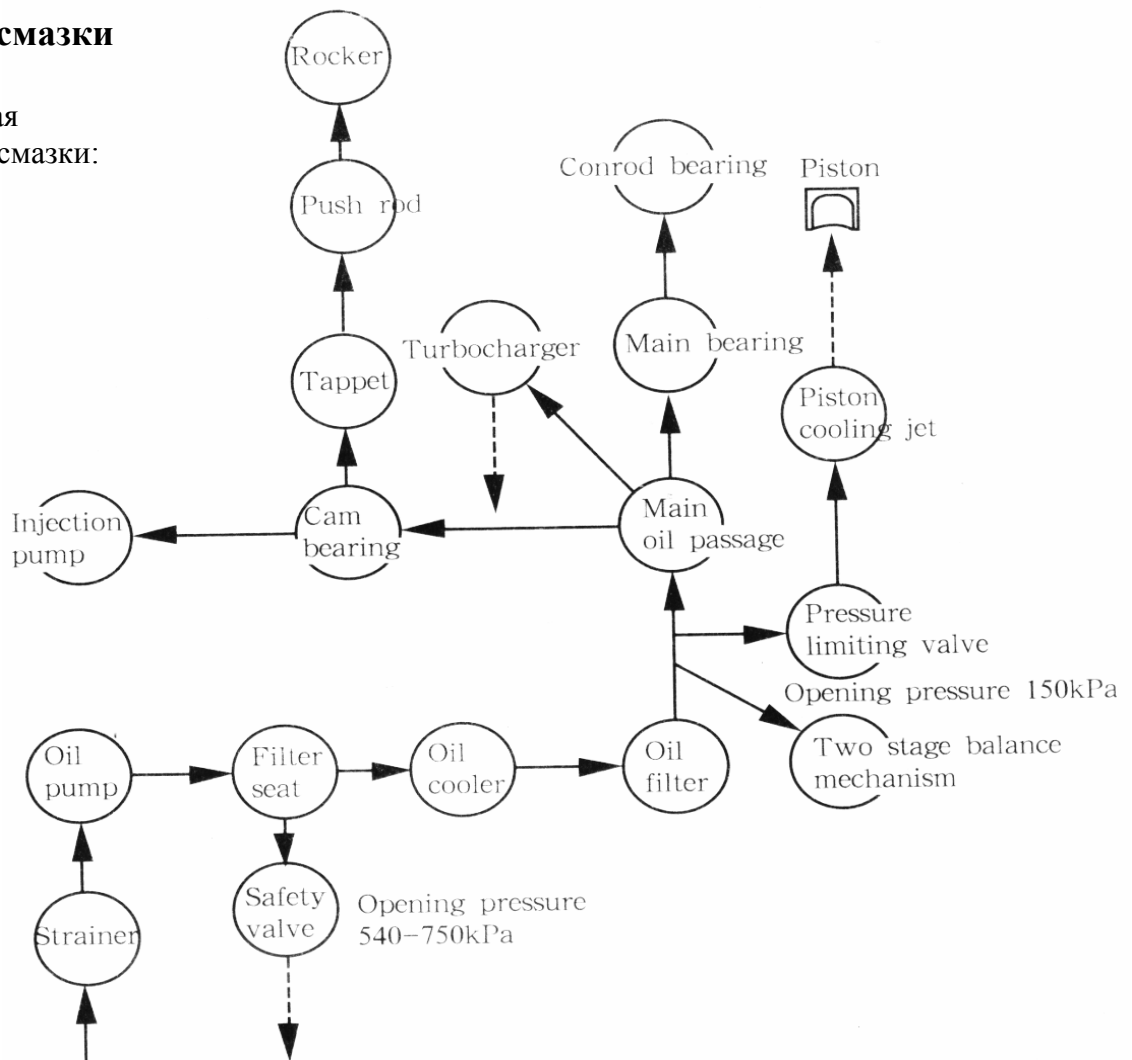 смазки
ая
смазки:
Rocker
Push rod
Conrod bearing
Piston
Turbocharger
Main bearing
Tappet
Piston
cooling jet
Injection
pump
Cam
bearing
Main
oil passage
Pressure
limiting valve
Opening pressure 150kPa
Oil
pump
Filter
seat
Oil
cooler
Oil
filter
Two stage balance
mechanism
Strainer
Safety
valve
Opening pressure
540-750kPa